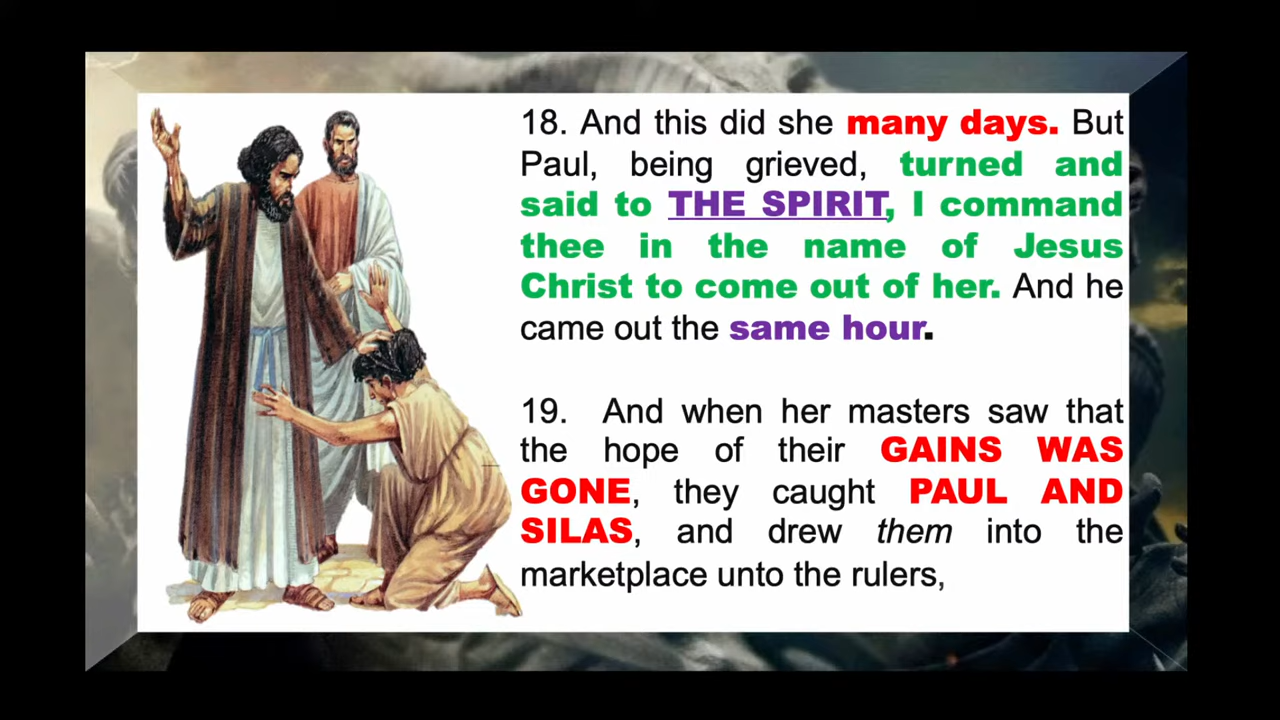 18. And this did she many days. But
Paul, being grieved, turned and
said to THE SPIRIT, I command
thee in the name of Jesus
Christ to come out of her. And he
came out the same hour.
19. And when her masters saw that
the hope of their GAINS WAS
GONE, they caught PAUL AND
SILAS, and drew them into the
marketplace unto the rulers,